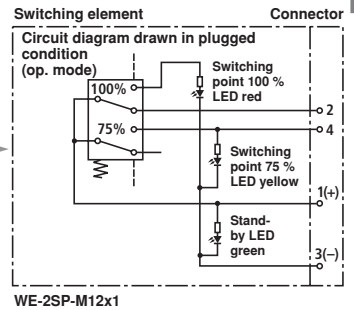 Switching element
Connector
Circuit diagram drawn in plugged
condition
(op. mode)
100%
Switching
point 100 %
LED red
2
75%
4
Switching
point 75 %
LED yellow
1(+)
Stand-
by LED
green
3(–)
WE-2SP-M12x1